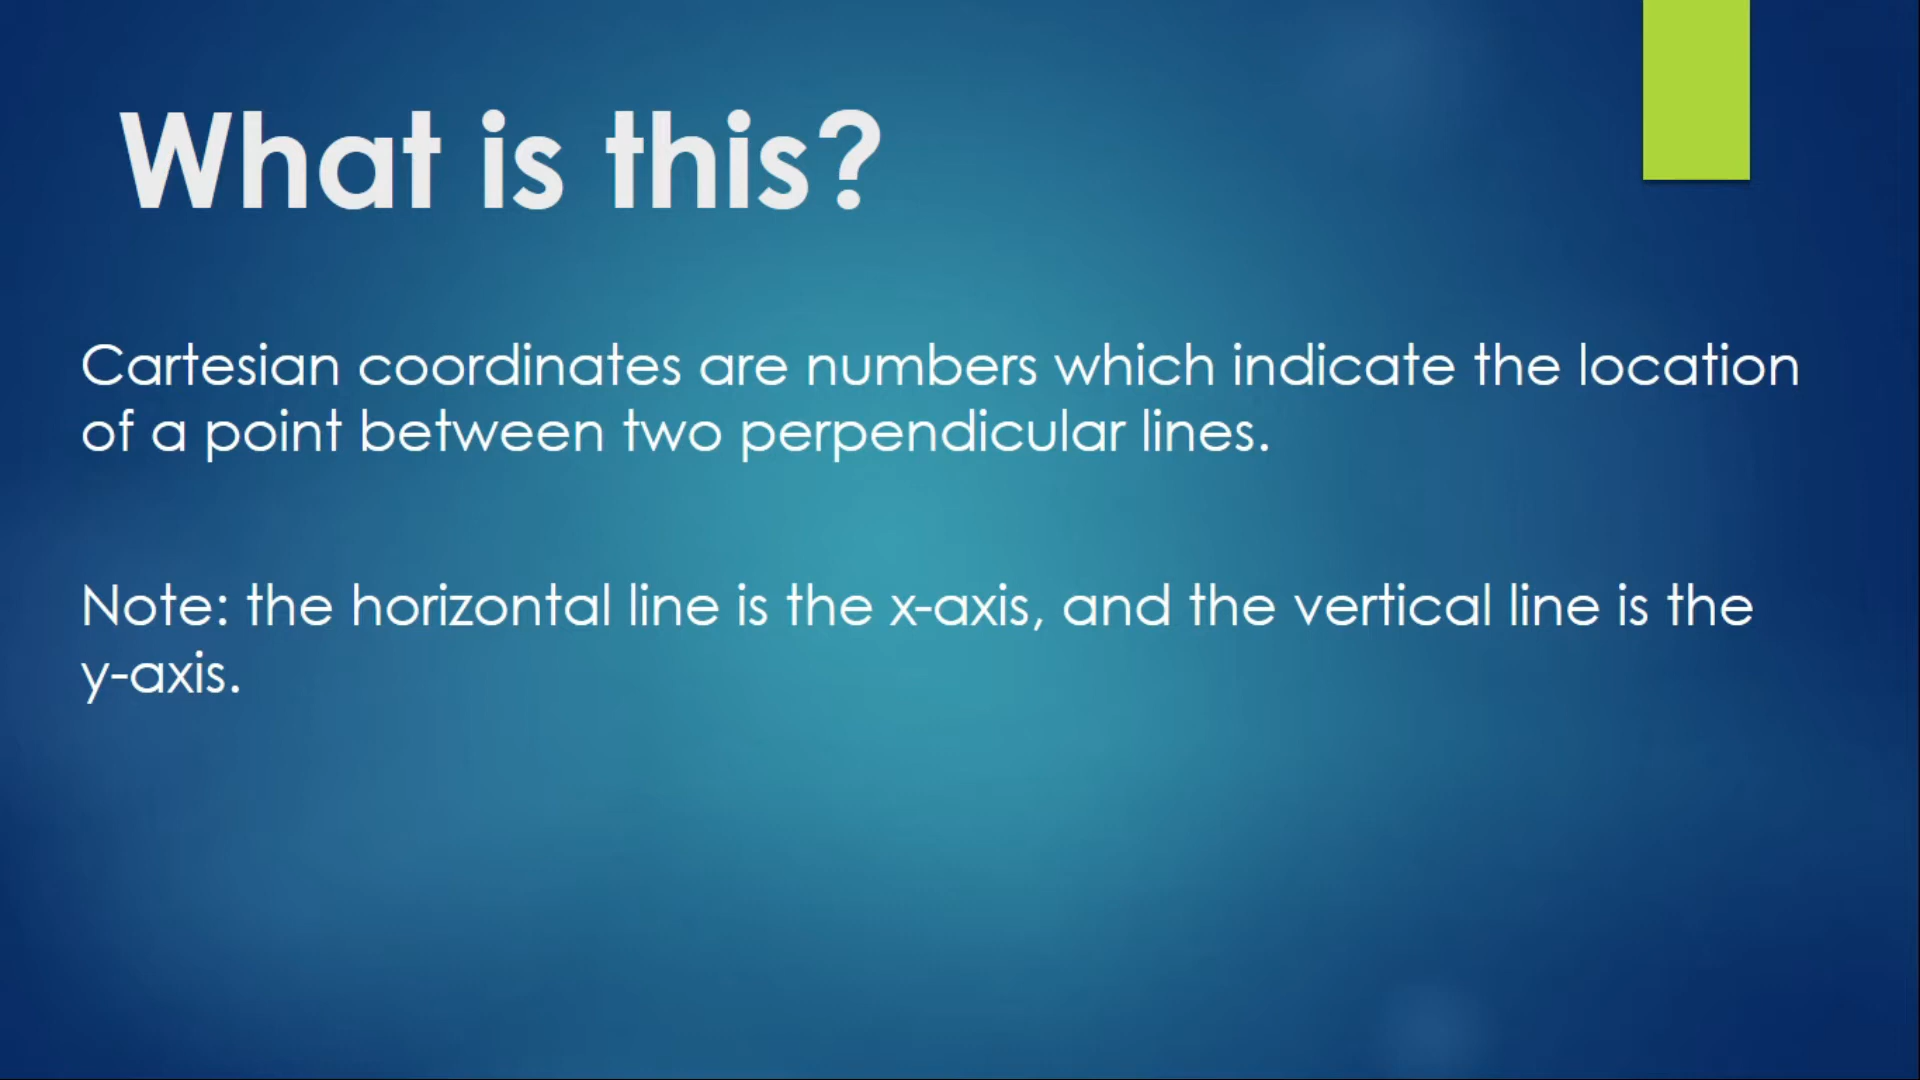 What is this?
Cartesian coordinates are numbers which indicate the location
of a point between two perpendicular lines.
Note: the horizontal line is the x-axis, and the vertical line is the
y-axis.